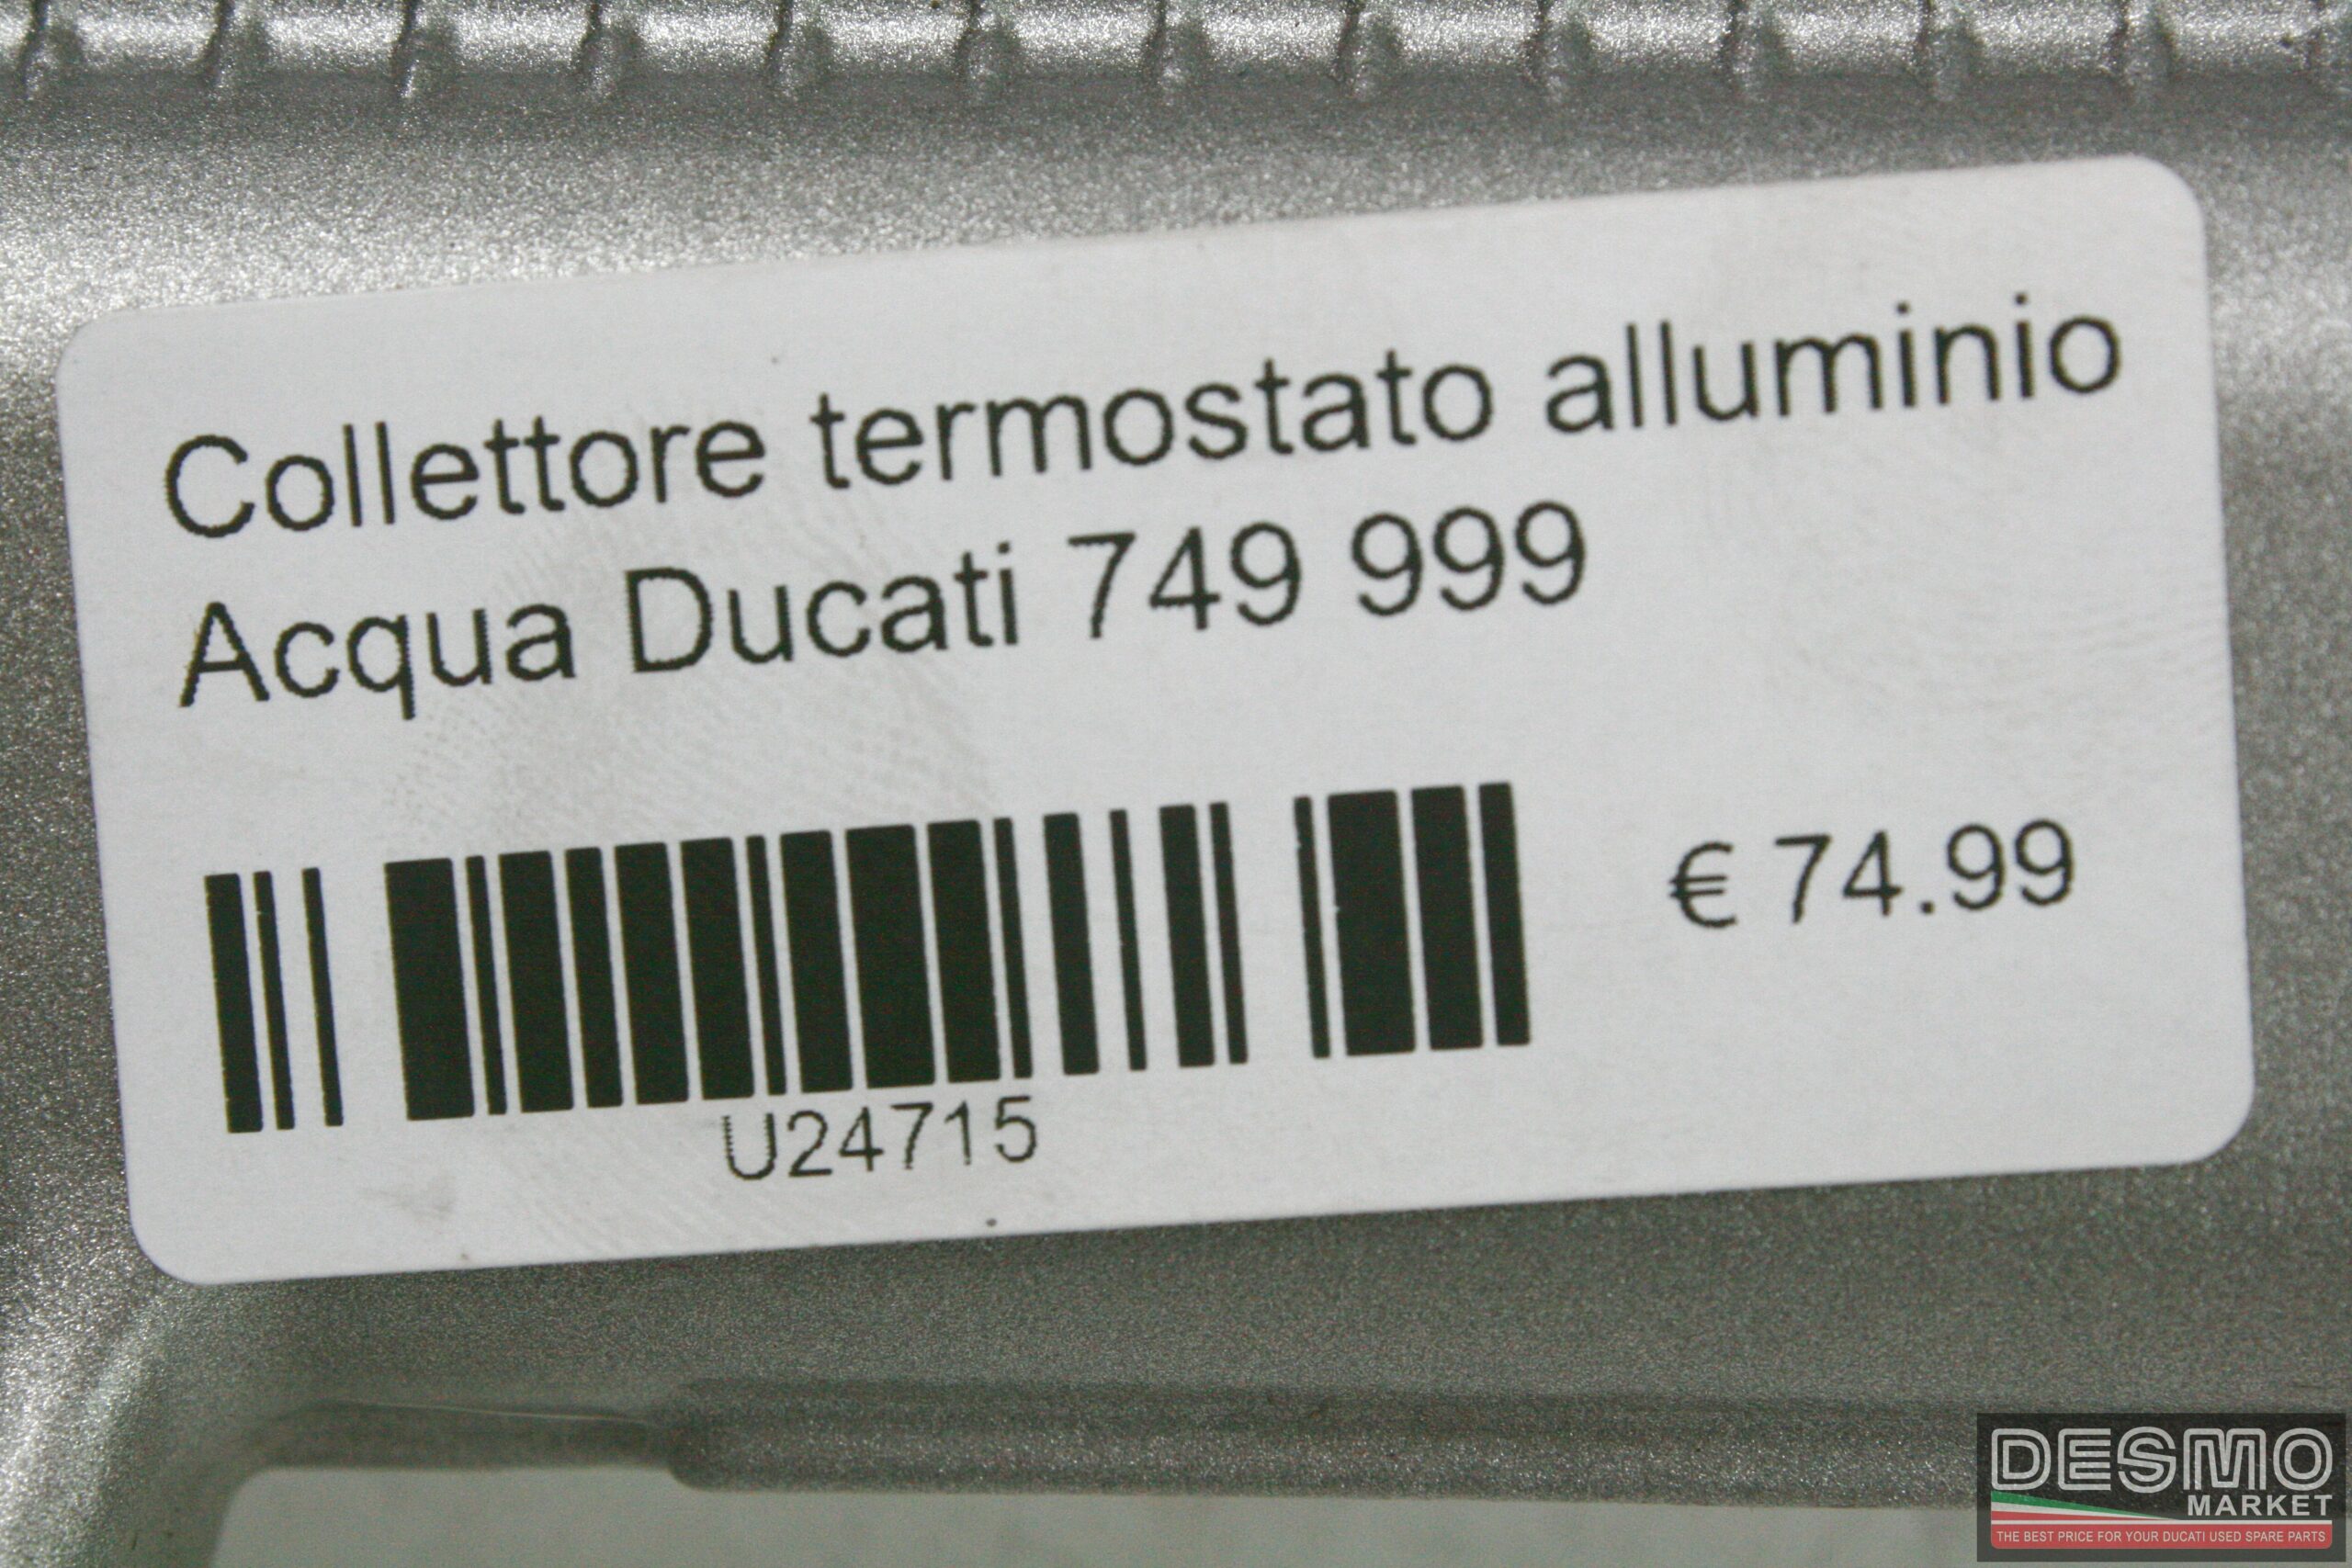 Collettore termostato alluminio
Acqua Ducati 749 999
€ 74.99
U24715
DESMO
MARKET
THE BEST PRICE FOR YOUR DUCATI USED SPARE PARTS